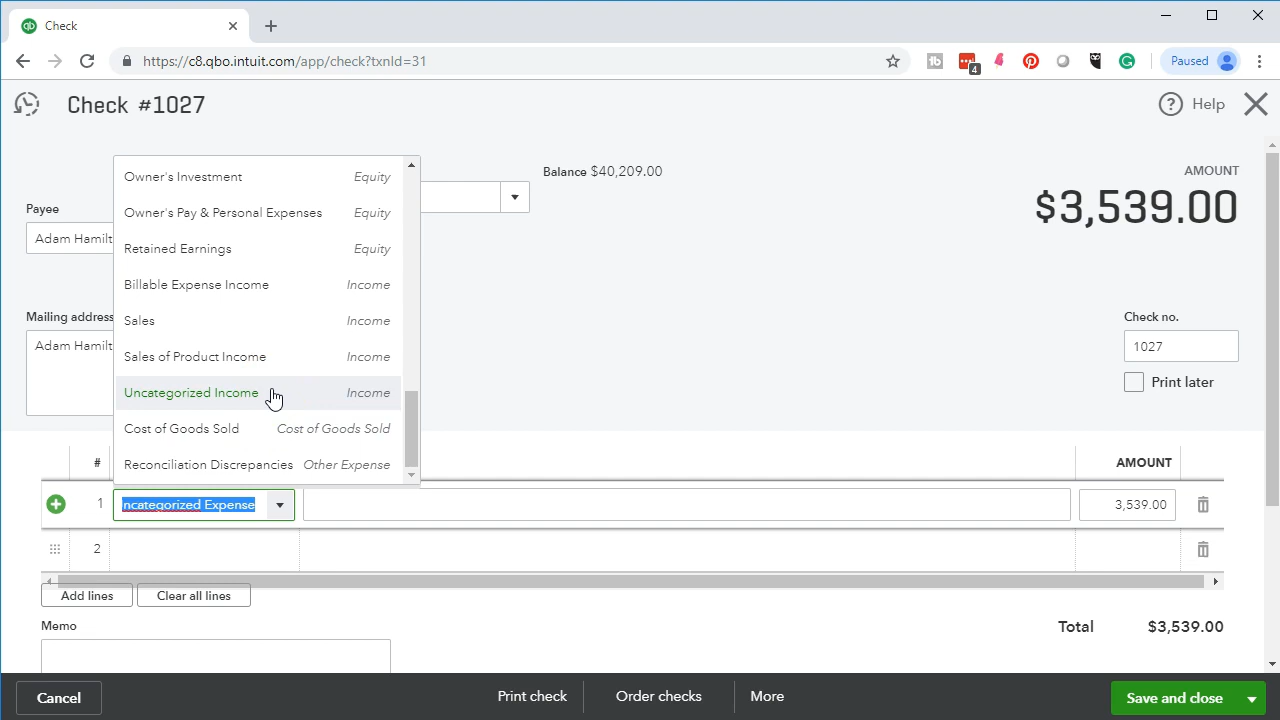 Check
https://c8.qbo.intuit.com/app/check?txnId=31
4
Paused
Check #1027
Help
Balance $40,209.00
AMOUNT
$3,539.00
Payee
Adam Hamilt
Owner's Investment Equity
Owner's Pay & Personal Expenses Equity
Retained Earnings Equity
Billable Expense Income Income
Sales Income
Sales of Product Income Income
Uncategorized Income Income
Cost of Goods Sold Cost of Goods Sold
Reconciliation Discrepancies Other Expense
Mailing address
Adam Hamilt
Check no.
1027
Print later
# AMOUNT
1 ncategorized Expense 3,539.00
2
Add lines Clear all lines
Memo
Total $3,539.00
Cancel Print check Order checks More Save and close